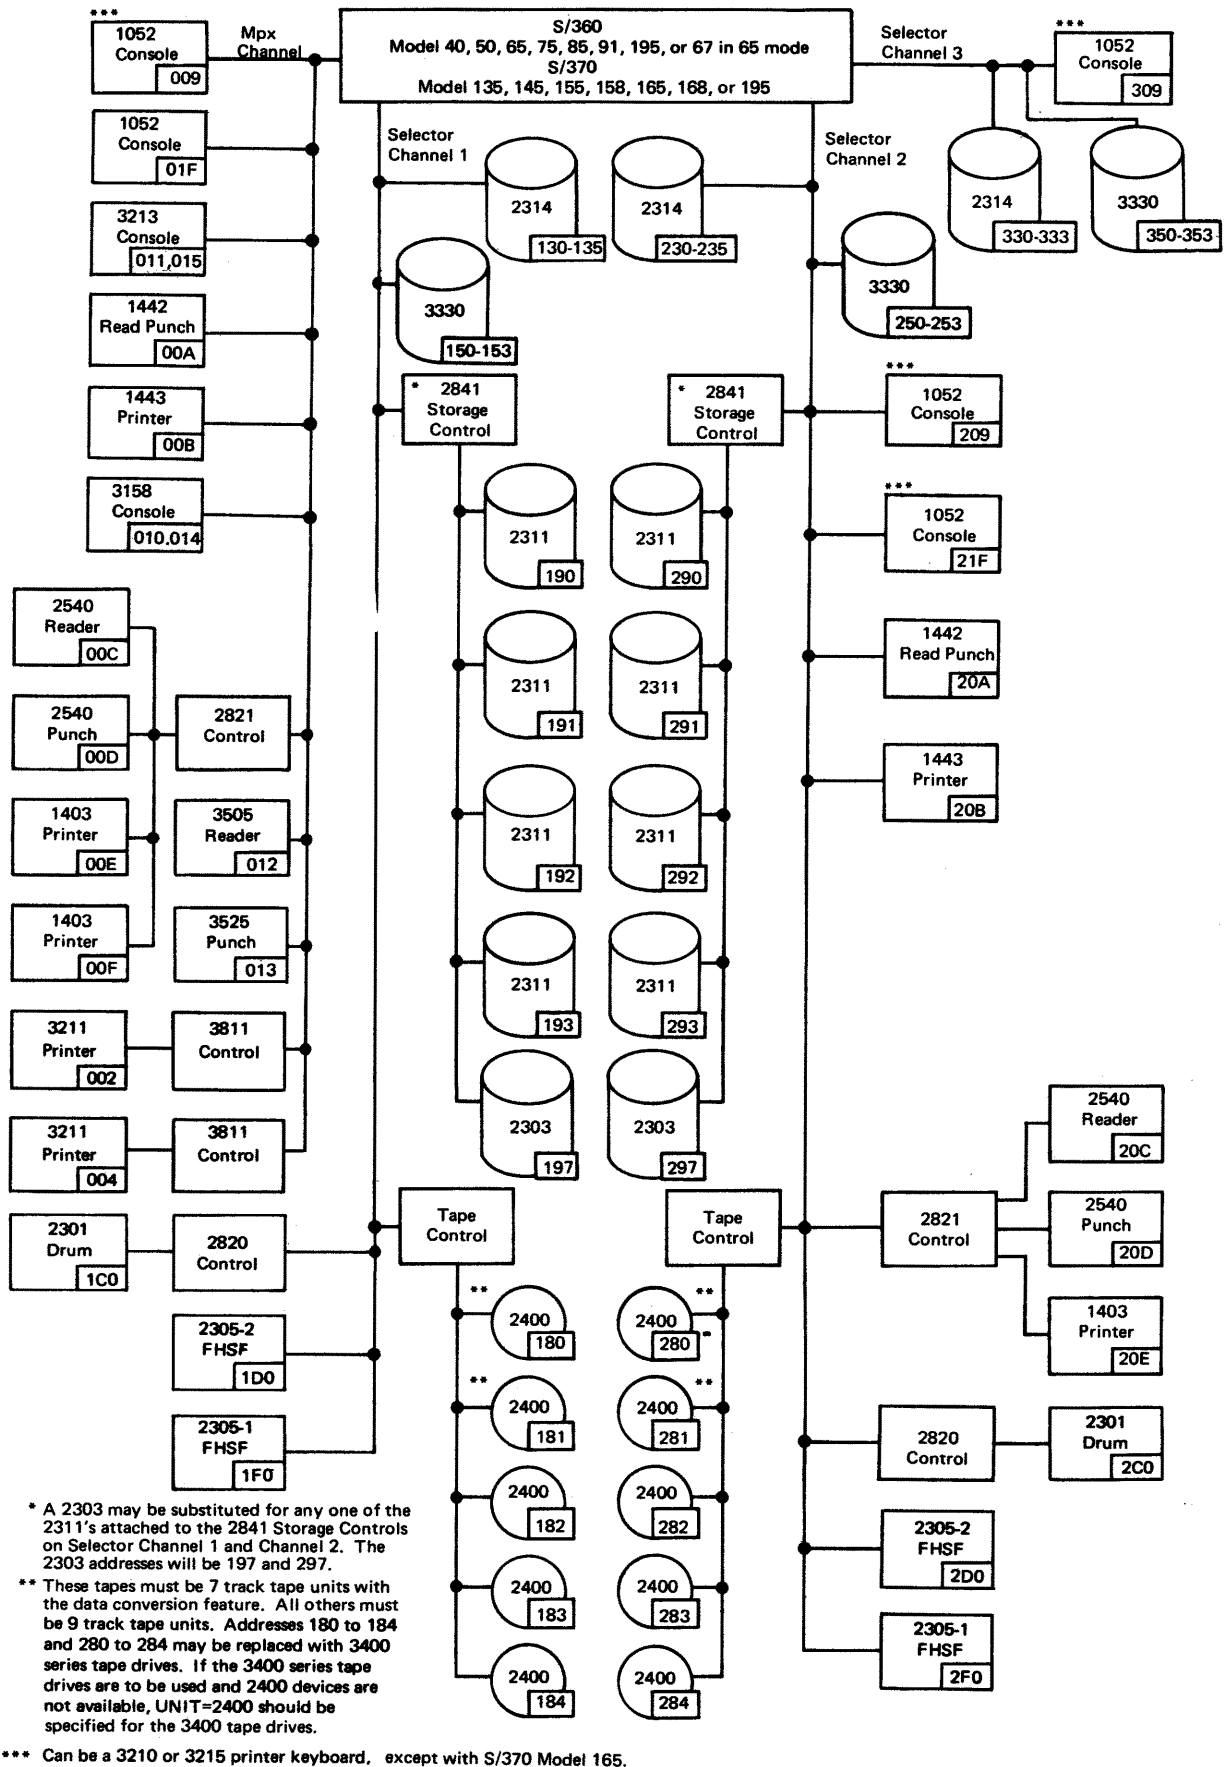 S/360
Model 40, 50, 65, 75, 85, 91, 195, or 67 in 65 mode
S/370
Model 135, 145, 155, 158, 165, 168, or 195
Mpx
Channel
***
1052
Console
009
1052
Console
01F
3213
Console
011,015
1442
Read Punch
00A
1443
Printer
00B
3158
Console
010.014
2540
Reader
00C
2540
Punch
00D
2821
Control
1403
Printer
00E
3505
Reader
012
1403
Printer
00F
3525
Punch
013
3211
Printer
002
3811
Control
3211
Printer
004
3811
Control
2301
Drum
1C0
2820
Control
2305-2
FHSF
1D0
2305-1
FHSF
1F0
Selector
Channel 1
2314
130-135
3330
150-153
* 2841
Storage
Control
2311
190
2311
191
2311
192
2311
193
2303
197
Tape
Control
**
2400
180
**
2400
181
2400
182
2400
183
2400
184
Selector
Channel 2
2314
230-235
3330
250-253
* 2841
Storage
Control
2311
290
2311
291
2311
292
2311
293
2303
297
Tape
Control
**
2400
280
**
2400
281
2400
282
2400
283
2400
284
***
1052
Console
209
***
1052
Console
21F
1442
Read Punch
20A
1443
Printer
20B
2821
Control
2540
Reader
20C
2540
Punch
20D
1403
Printer
20E
2820
Control
2301
Drum
2C0
2305-2
FHSF
2D0
2305-1
FHSF
2F0
Selector
Channel 3
***
1052
Console
309
2314
330-333
3330
350-353
* A 2303 may be substituted for any one of the
2311's attached to the 2841 Storage Controls
on Selector Channel 1 and Channel 2. The
2303 addresses will be 197 and 297.
** These tapes must be 7 track tape units with
the data conversion feature. All others must
be 9 track tape units. Addresses 180 to 184
and 280 to 284 may be replaced with 3400
series tape drives. If the 3400 series tape
drives are to be used and 2400 devices are
not available, UNIT=2400 should be
specified for the 3400 tape drives.
*** Can be a 3210 or 3215 printer keyboard, except with S/370 Model 165.